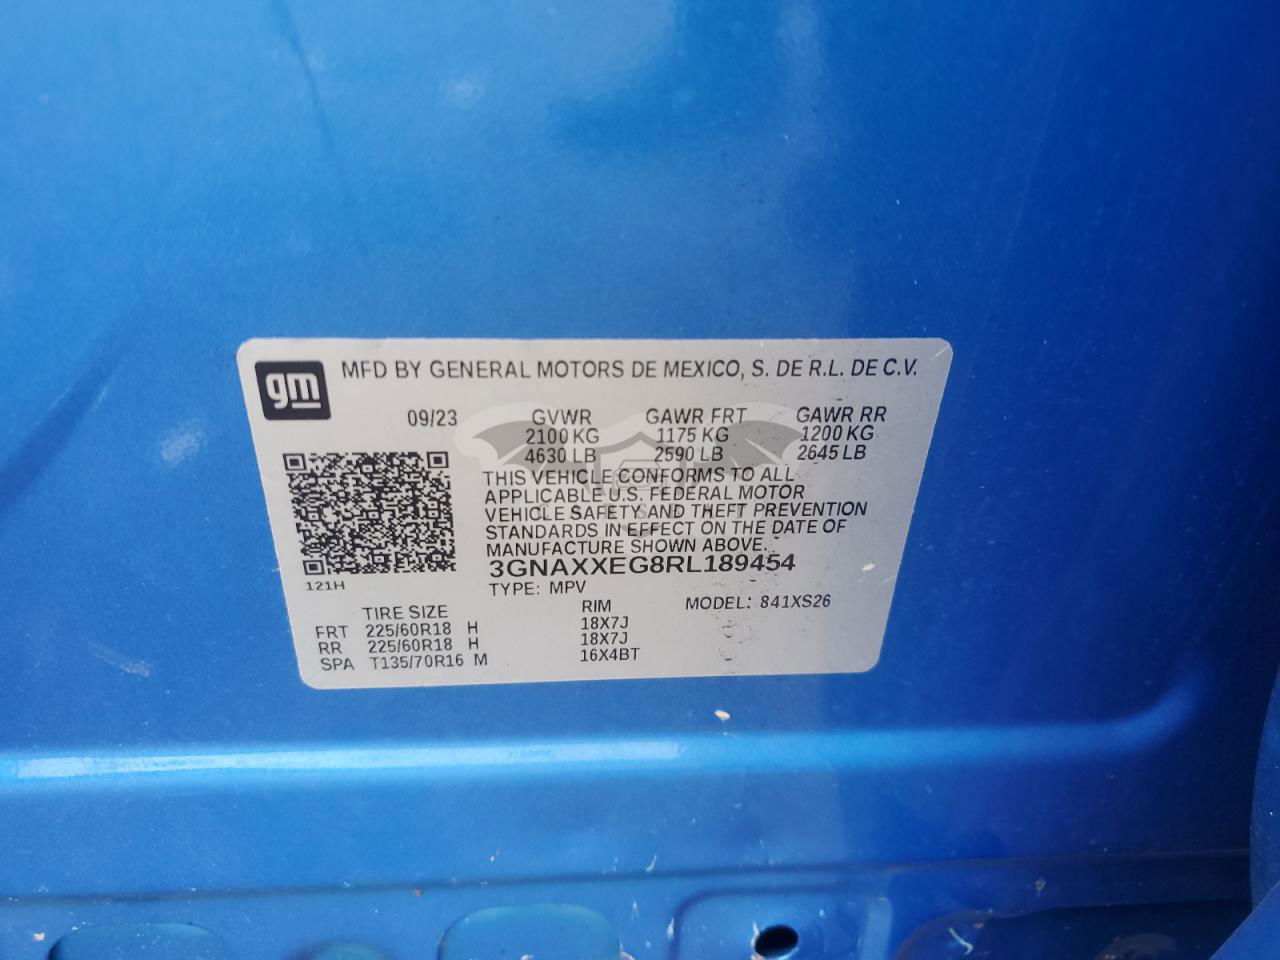 gm
MFD BY GENERAL MOTORS DE MEXICO, S. DE R.L. DE C.V.
09/23 GVWR GAWR FRT GAWR RR
2100 KG 1175 KG 1200 KG
4630 LB 2590 LB 2645 LB
THIS VEHICLE CONFORMS TO ALL
APPLICABLE U.S. FEDERAL MOTOR
VEHICLE SAFETY AND THEFT PREVENTION
STANDARDS IN EFFECT ON THE DATE OF
MANUFACTURE SHOWN ABOVE.
3GNAXXEG8RL189454
121H
TYPE: MPV
TIRE SIZE RIM MODEL: 841XS26
FRT 225/60R18 H 18X7J
RR 225/60R18 H 18X7J
SPA T135/70R16 M 16X4BT